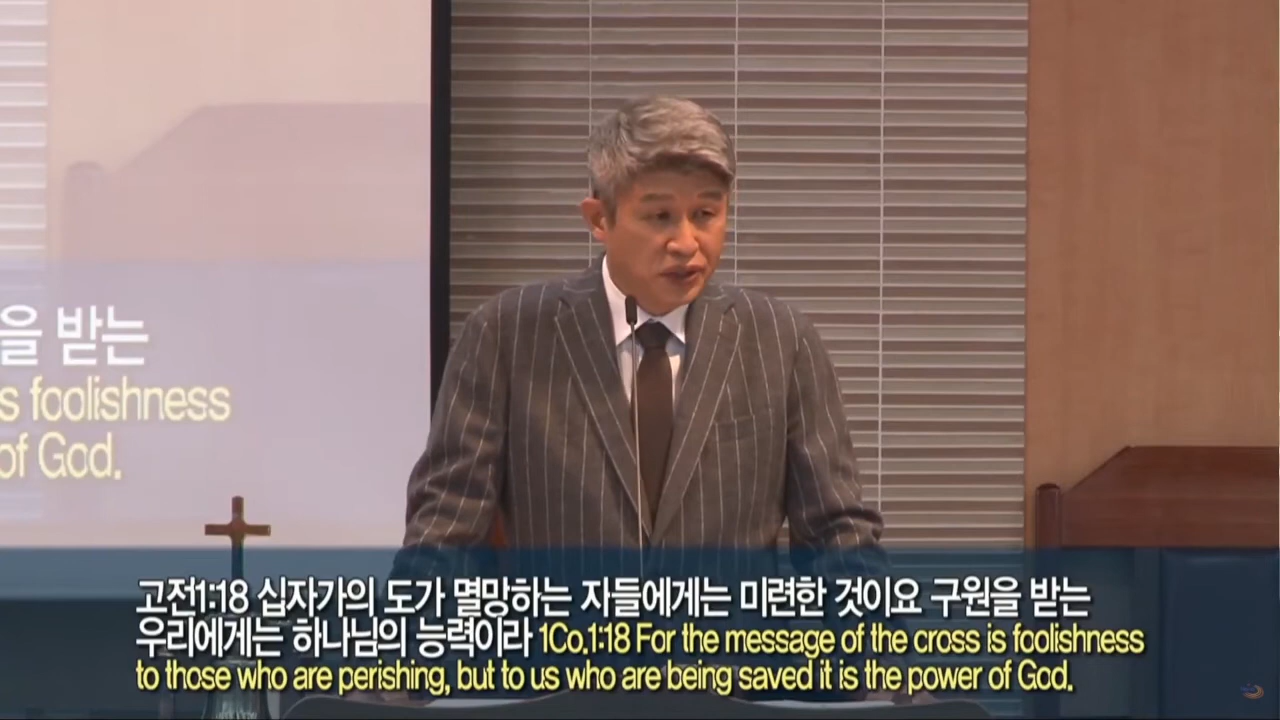 을 받는
s foolishness
of God.
고전1:18 십자가의 도가 멸망하는 자들에게는 미련한 것이요 구원을 받는
우리에게는 하나님의 능력이라 1Co.1:18 For the message of the cross is foolishness
to those who are perishing, but to us who are being saved it is the power of God.